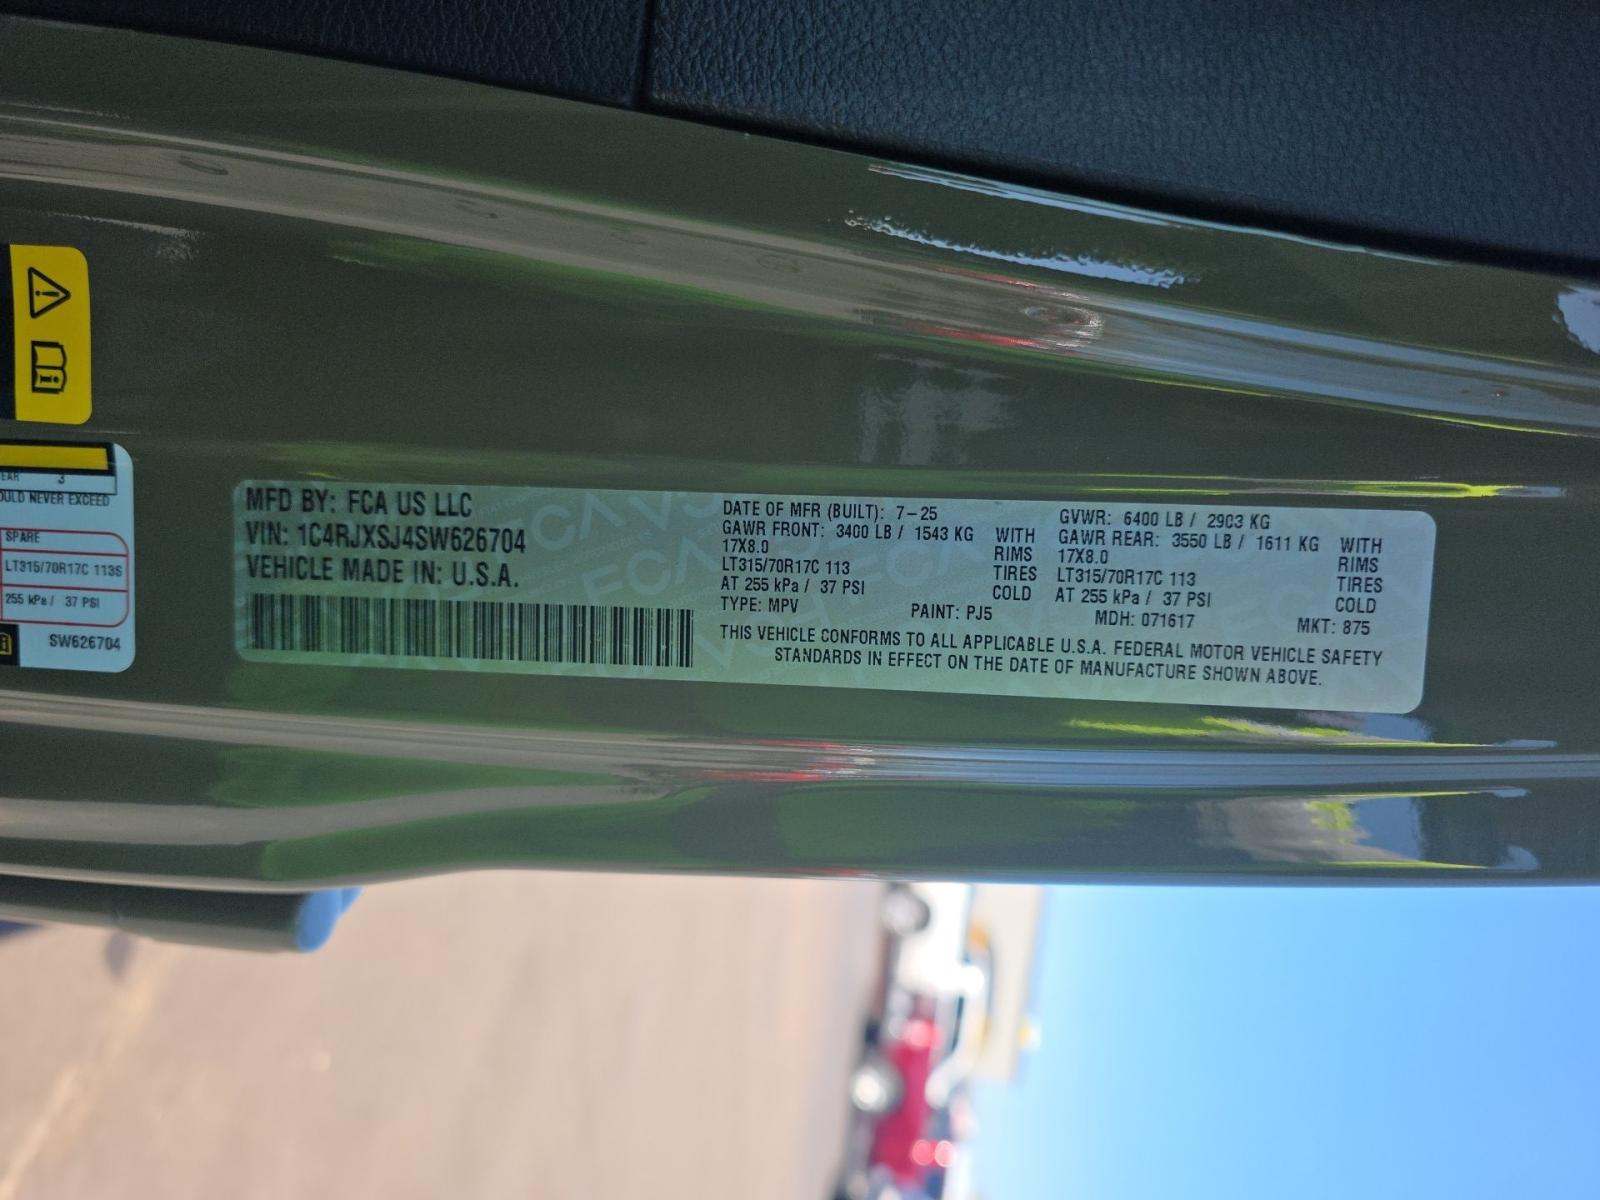 MFD BY: FCA US LLC
VIN: 1C4RJXSJ4SW626704
VEHICLE MADE IN: U.S.A.
DATE OF MFR (BUILT): 7-25
GAWR FRONT: 3400 LB / 1543 KG WITH
17X8.0 RIMS
LT315/70R17C 113 TIRES
AT 255 kPa / 37 PSI COLD
TYPE: MPV PAINT: PJ5
GVWR: 6400 LB / 2903 KG
GAWR REAR: 3550 LB / 1611 KG WITH
17X8.0 RIMS
LT315/70R17C 113 TIRES
AT 255 kPa / 37 PSI COLD
MDH: 071617 MKT: 875
THIS VEHICLE CONFORMS TO ALL APPLICABLE U.S.A. FEDERAL MOTOR VEHICLE SAFETY
STANDARDS IN EFFECT ON THE DATE OF MANUFACTURE SHOWN ABOVE.
3
NEVER EXCEED
SPARE
LT315/70R17C 113S
255 kPa / 37 PSI
SW626704